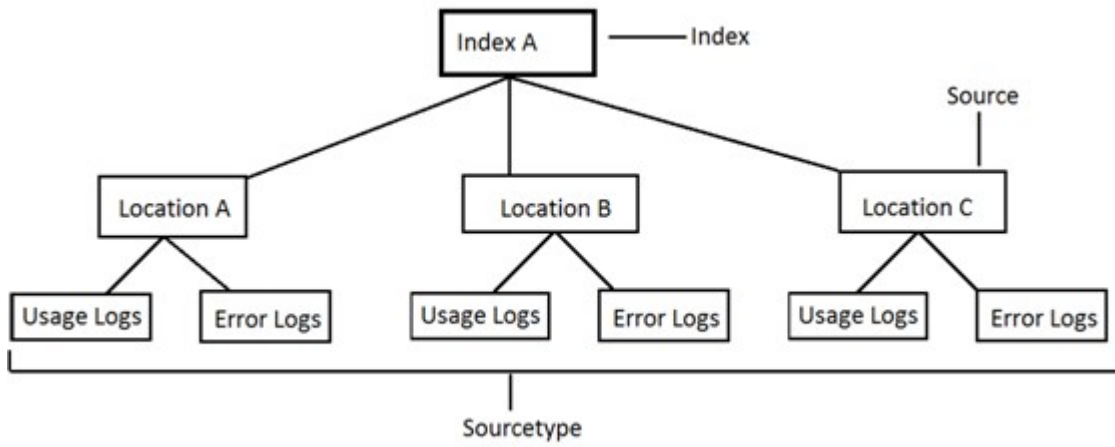 Index A
Index
Source
Location A
Location B
Location C
Usage Logs
Error Logs
Usage Logs
Error Logs
Usage Logs
Error Logs
Sourcetype